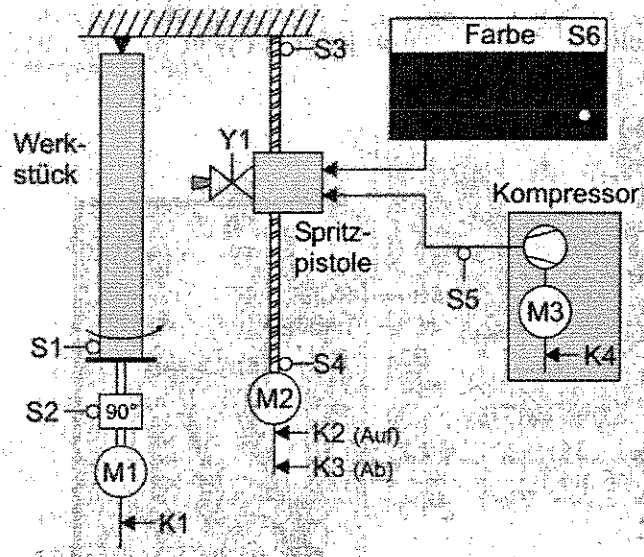 S3
Farbe S6
Werk-
stück
Y1
Kompressor
Spritz-
pistole
S5
M3
S1
S4
K4
S2
90°
M2
K2 (Auf)
M1
K3 (Ab)
K1